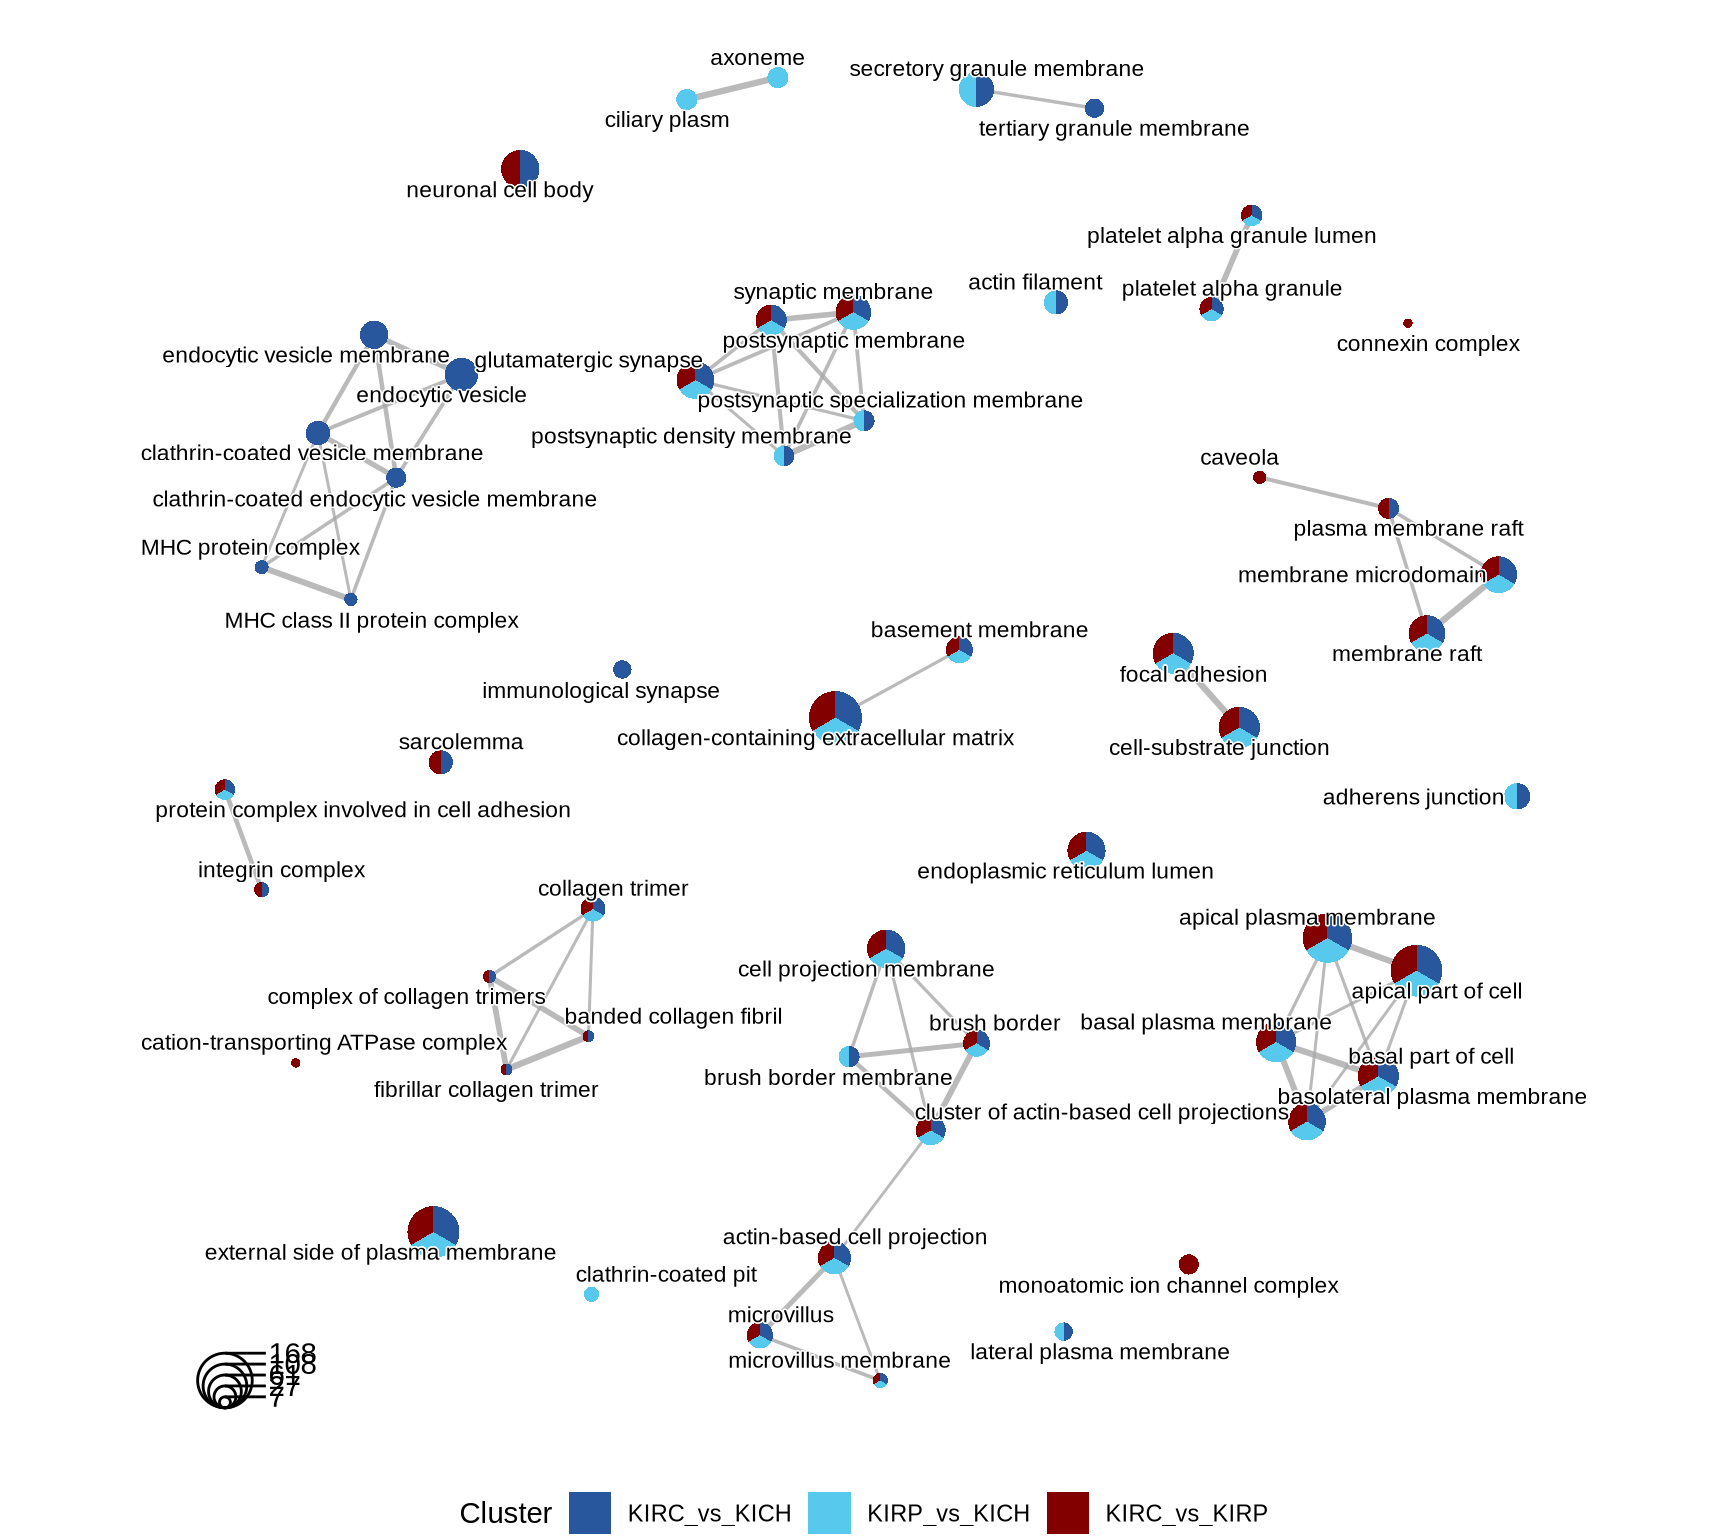 axoneme
secretory granule membrane
ciliary plasm
tertiary granule membrane
neuronal cell body
platelet alpha granule lumen
actin filament
platelet alpha granule
synaptic membrane
connexin complex
postsynaptic membrane
endocytic vesicle membrane
glutamatergic synapse
endocytic vesicle
postsynaptic specialization membrane
postsynaptic density membrane
clathrin-coated vesicle membrane
caveola
clathrin-coated endocytic vesicle membrane
plasma membrane raft
MHC protein complex
membrane microdomain
MHC class II protein complex
basement membrane
membrane raft
focal adhesion
immunological synapse
collagen-containing extracellular matrix
sarcolemma
cell-substrate junction
adherens junction
protein complex involved in cell adhesion
integrin complex
endoplasmic reticulum lumen
collagen trimer
apical plasma membrane
cell projection membrane
apical part of cell
complex of collagen trimers
banded collagen fibril
brush border
basal plasma membrane
cation-transporting ATPase complex
basal part of cell
brush border membrane
fibrillar collagen trimer
basolateral plasma membrane
cluster of actin-based cell projections
actin-based cell projection
external side of plasma membrane
clathrin-coated pit
monoatomic ion channel complex
microvillus
lateral plasma membrane
microvillus membrane
168
108
61
27
7
Cluster KIRC_vs_KICH KIRP_vs_KICH KIRC_vs_KIRP